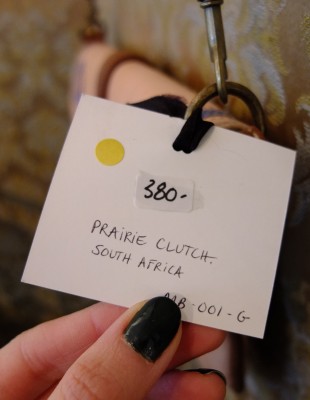 380-
PRAIRIE CLUTCH.
SOUTH AFRICA
-001-G